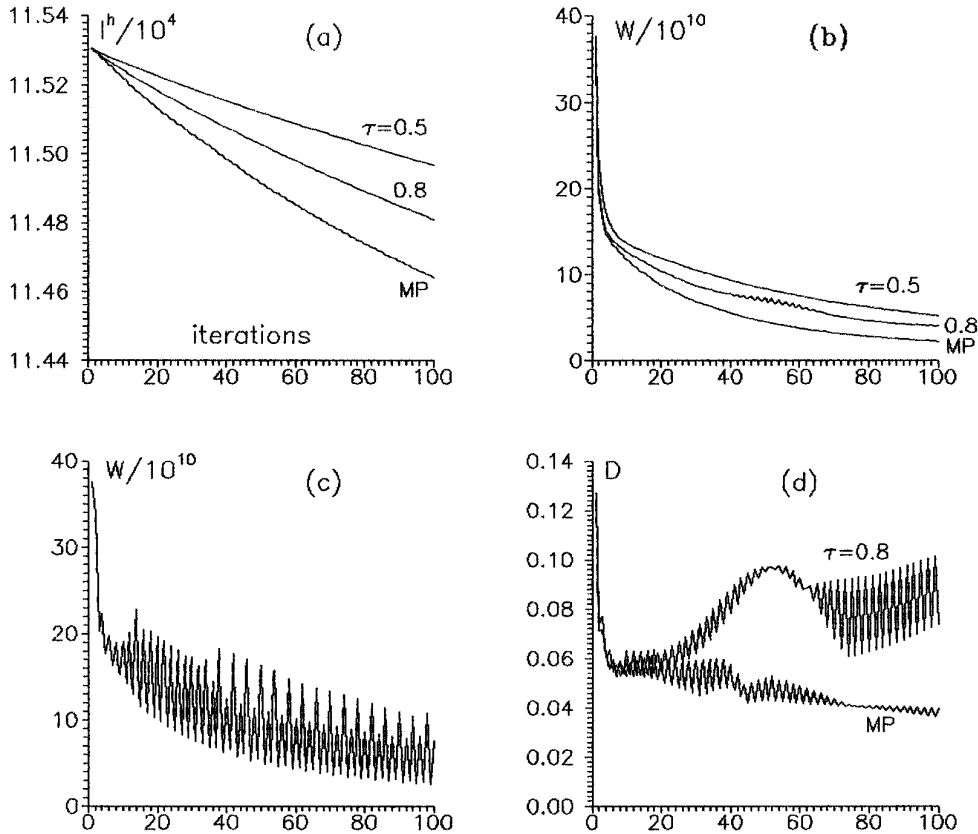 I^h/10^4
(a)
11.54
11.52
11.50
11.48
11.46
11.44
τ=0.5
0.8
MP
iterations
0 20 40 60 80 100
W/10^10
(b)
40
30
20
10
0
τ=0.5
0.8
MP
0 20 40 60 80 100
W/10^10
(c)
40
30
20
10
0
0 20 40 60 80 100
D
(d)
0.14
0.12
0.10
0.08
0.06
0.04
0.02
0.00
τ=0.8
MP
0 20 40 60 80 100